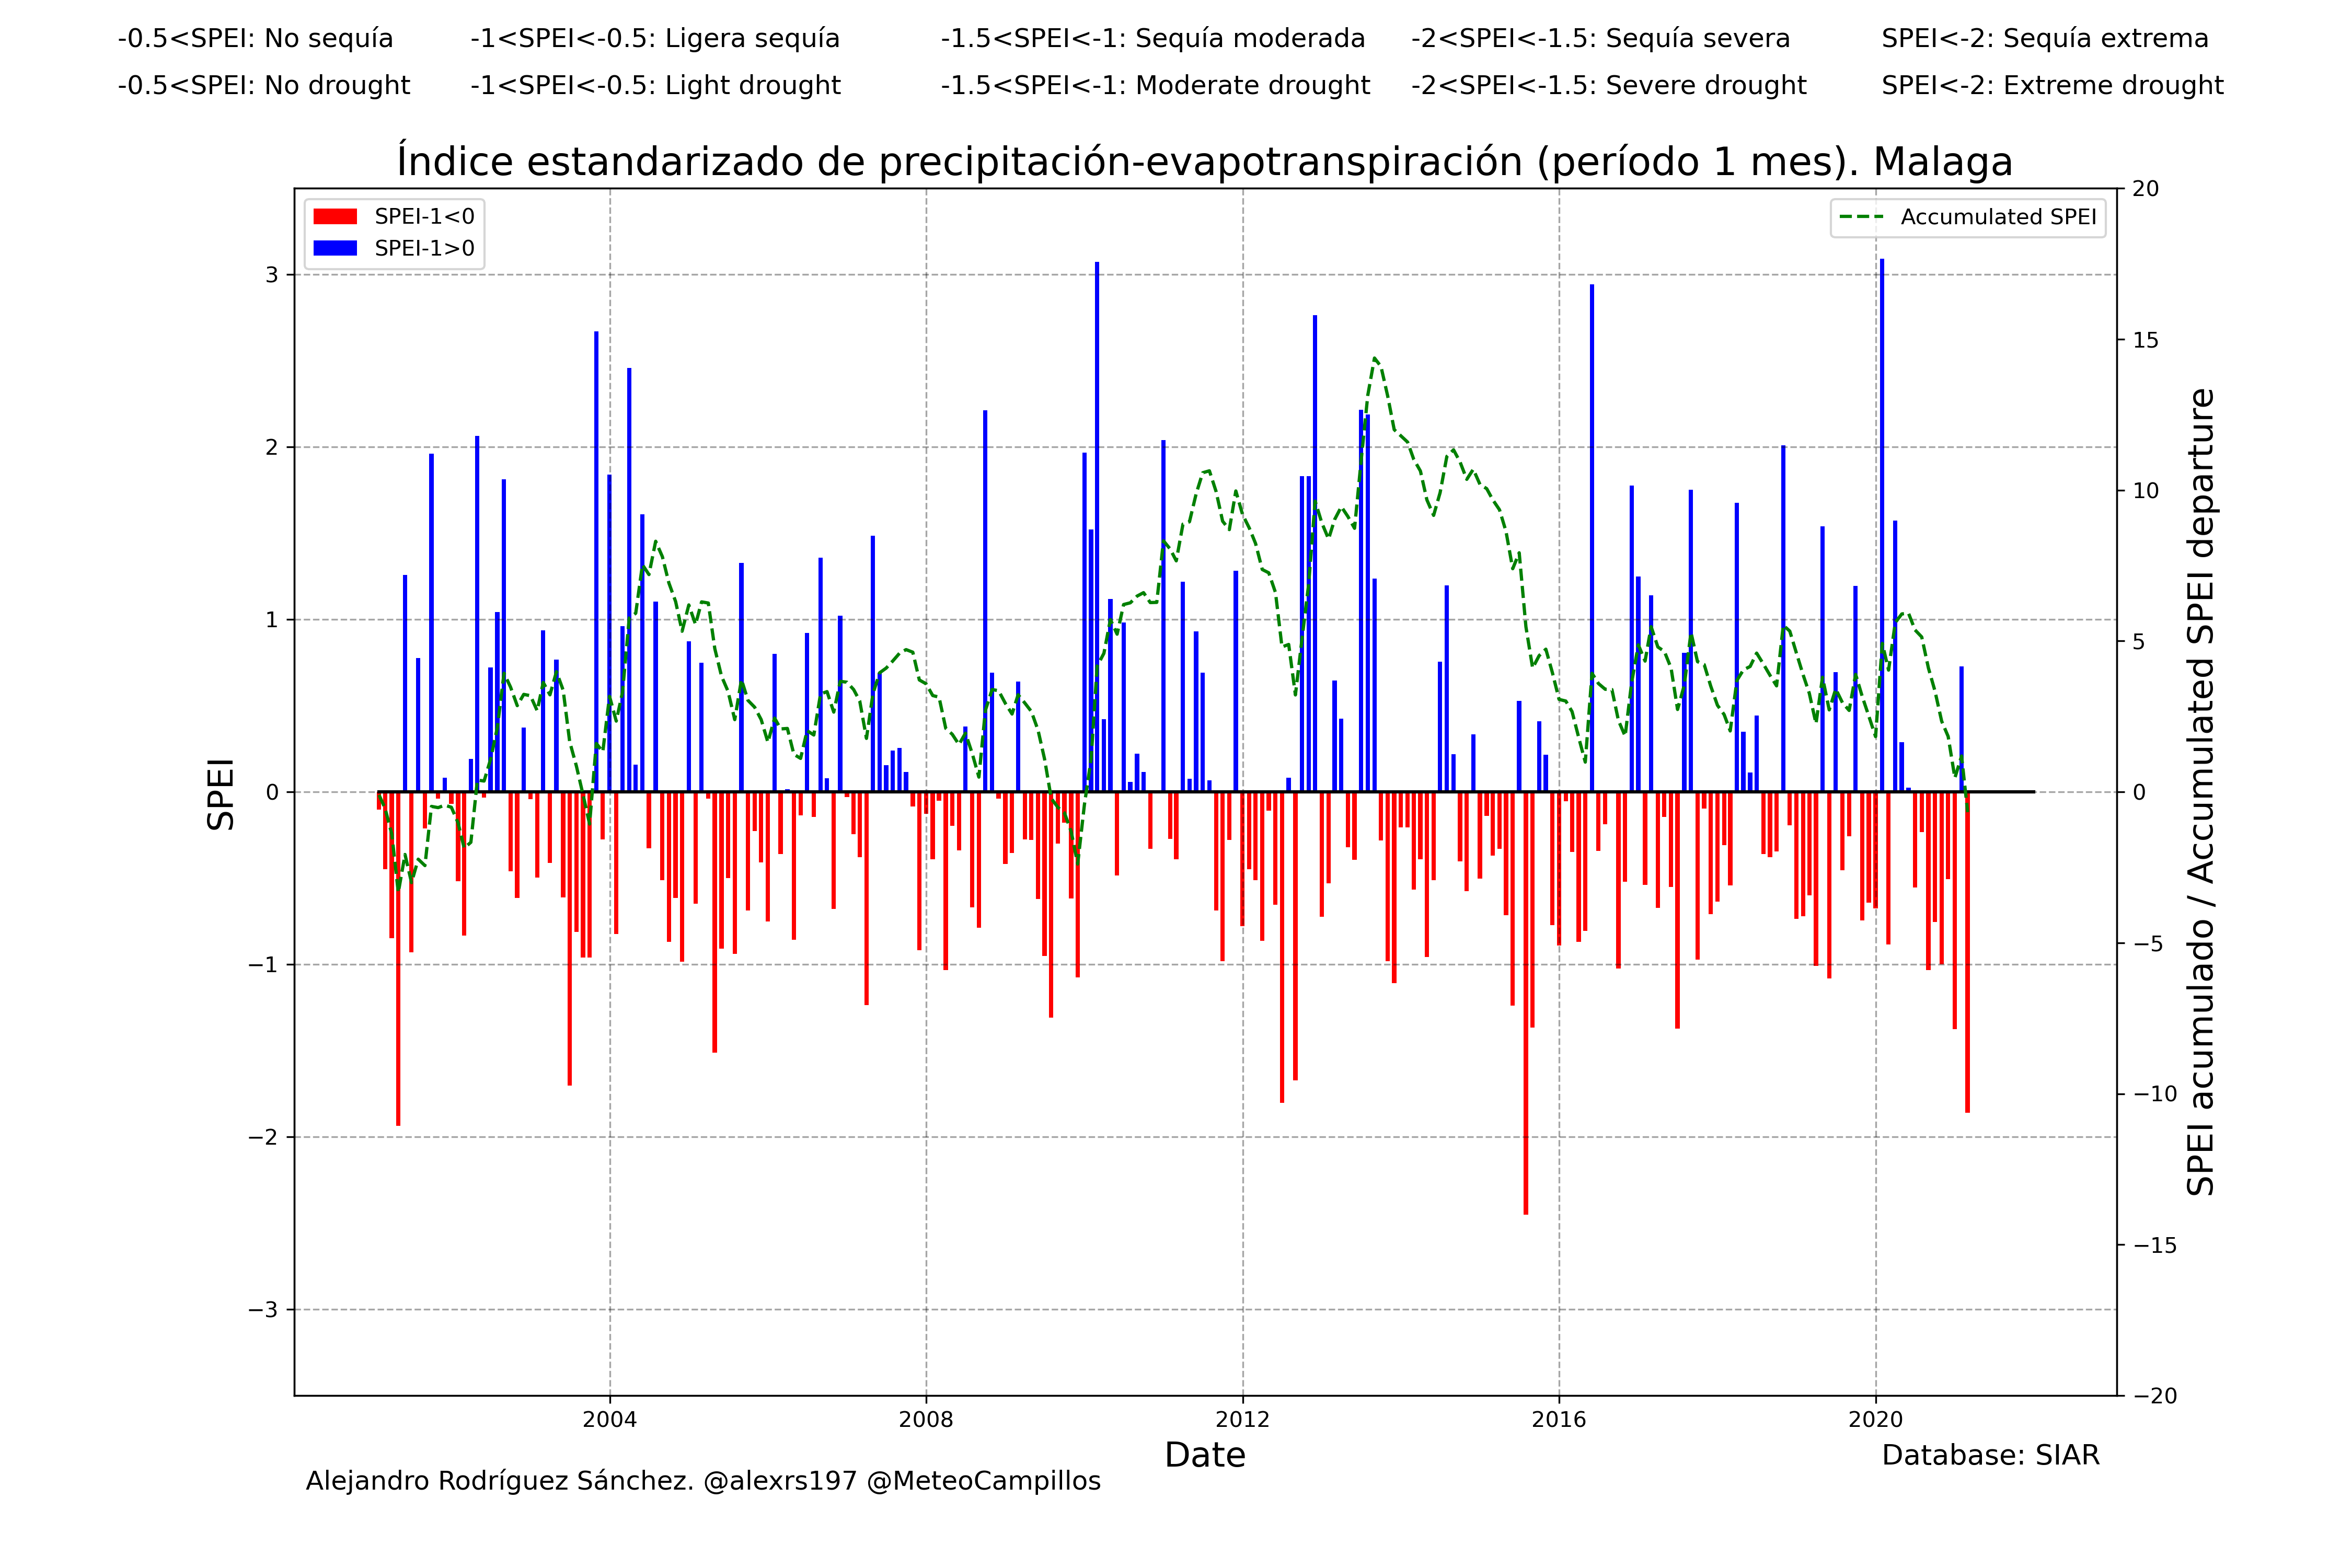 -0.5<SPEI: No sequía -1<SPEI<-0.5: Ligera sequía -1.5<SPEI<-1: Sequía moderada -2<SPEI<-1.5: Sequía severa SPEI<-2: Sequía extrema
-0.5<SPEI: No drought -1<SPEI<-0.5: Light drought -1.5<SPEI<-1: Moderate drought -2<SPEI<-1.5: Severe drought SPEI<-2: Extreme drought
Índice estandarizado de precipitación-evapotranspiración (período 1 mes). Malaga
SPEI-1<0
SPEI-1>0
Accumulated SPEI
SPEI
3
2
1
0
−1
−2
−3
20
15
10
5
0
−5
−10
−15
−20
SPEI acumulado / Accumulated SPEI departure
2004 2008 2012 2016 2020
Date
Database: SIAR
Alejandro Rodríguez Sánchez. @alexrs197 @MeteoCampillos